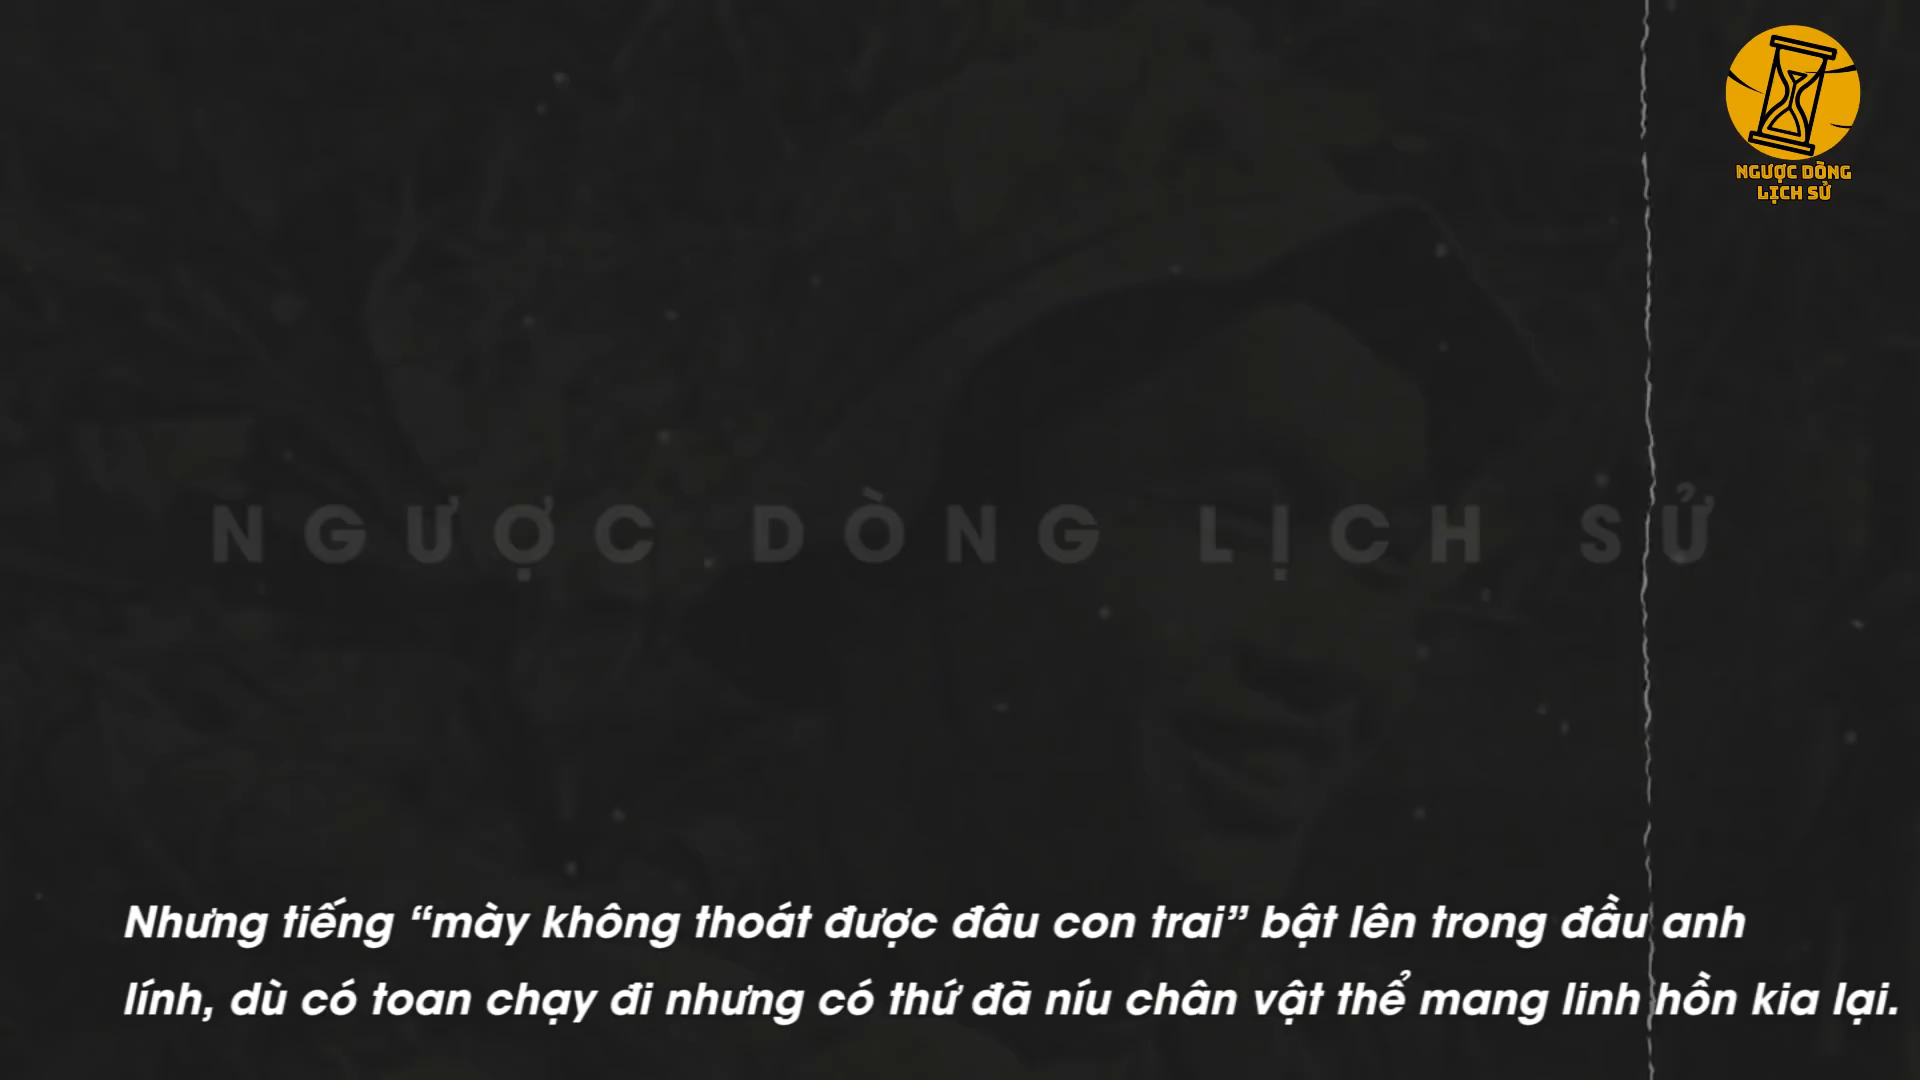 NGƯỢC DÒNG
LỊCH SỬ
NGƯỢC DÒNG LỊCH SỬ
Nhưng tiếng “mày không thoát được đâu con trai” bật lên trong đầu anh
lính, dù có toan chạy đi nhưng có thứ đã níu chân vật thể mang linh hồn kia lại.